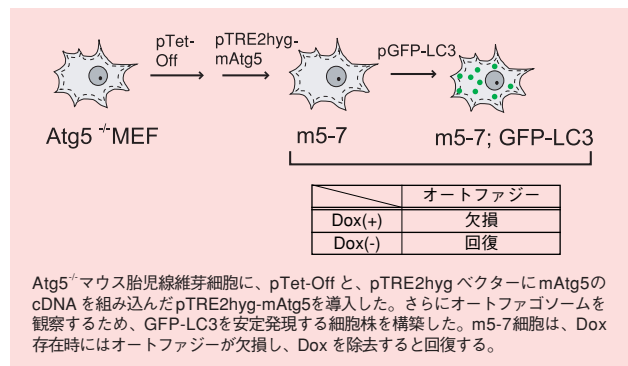 pTet-
Off
pTRE2hyg-
mAtg5
pGFP-LC3
Atg5 -/-MEF
m5-7
m5-7; GFP-LC3
オートファジー
Dox(+) 欠損
Dox(-) 回復
Atg5-/-マウス胎児線維芽細胞に、pTet-Off と、pTRE2hyg ベクターにmAtg5の
cDNA を組み込んだpTRE2hyg-mAtg5を導入した。さらにオートファゴソームを
観察するため、GFP-LC3を安定発現する細胞株を構築した。m5-7細胞は、Dox
存在時にはオートファジーが欠損し、Dox を除去すると回復する。